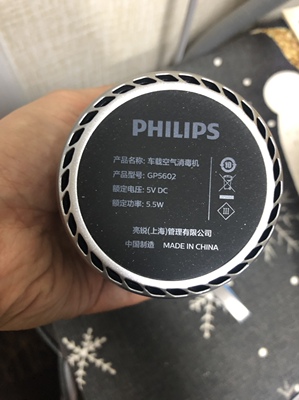 PHILIPS
产品名称: 车载空气消毒机
产品型号: GPS602
额定电压: 5V DC
额定功率: 5.5W
亮锐(上海)管理有限公司
中国制造 MADE IN CHINA